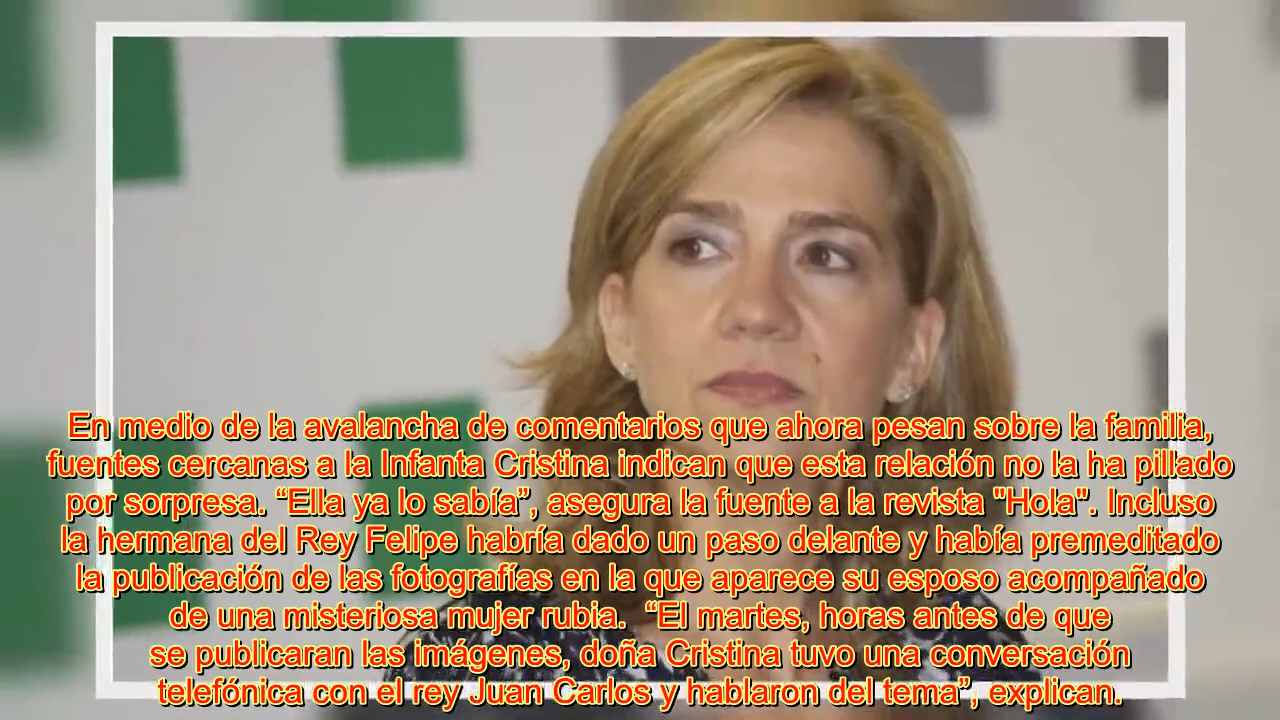 En medio de la avalancha de comentarios que ahora pesan sobre la familia,
fuentes cercanas a la Infanta Cristina indican que esta relación no la ha pillado
por sorpresa. “Ella ya lo sabía”, asegura la fuente a la revista "Hola". Incluso
la hermana del Rey Felipe habría dado un paso delante y había premeditado
la publicación de las fotografías en la que aparece su esposo acompañado
de una misteriosa mujer rubia.  “El martes, horas antes de que
se publicaran las imágenes, doña Cristina tuvo una conversación
telefónica con el rey Juan Carlos y hablaron del tema”, explican.